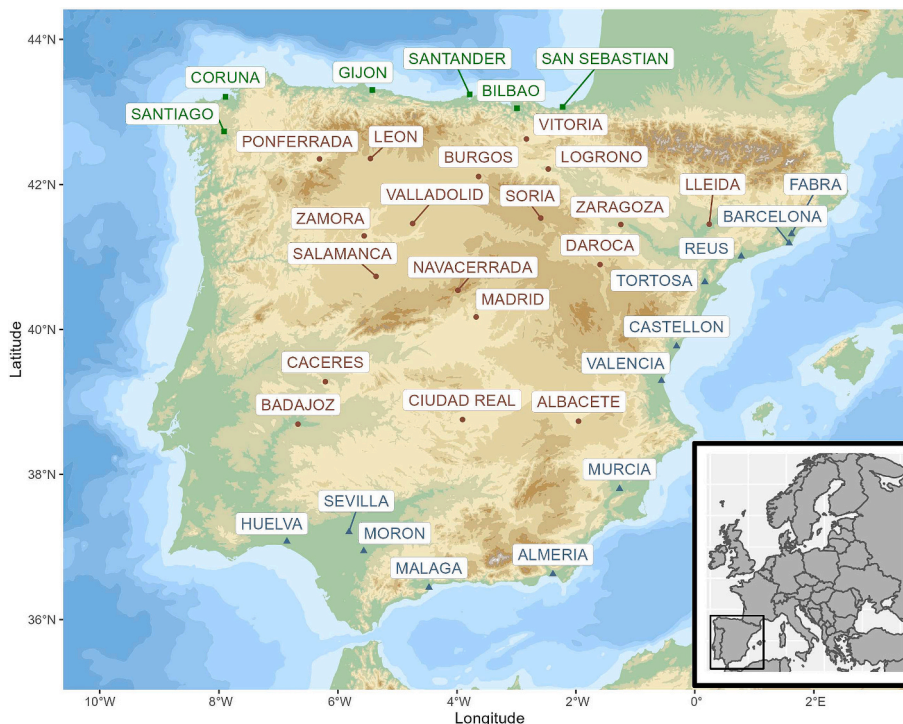 44°N
42°N
40°N
38°N
36°N
Latitude
SANTANDER
SAN SEBASTIAN
CORUNA
GIJON
BILBAO
SANTIAGO
VITORIA
PONFERRADA
LEON
BURGOS
LOGRONO
VALLADOLID
SORIA
LLEIDA
FABRA
ZAMORA
ZARAGOZA
BARCELONA
SALAMANCA
DAROCA
REUS
NAVACERRADA
TORTOSA
MADRID
CASTELLON
CACERES
VALENCIA
BADAJOZ
CIUDAD REAL
ALBACETE
MURCIA
SEVILLA
HUELVA
MORON
MALAGA
ALMERIA
10°W
8°W
6°W
4°W
2°W
0°
2°E
Longitude